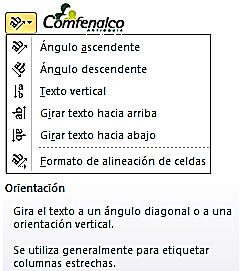 Comfenalco
ANTIOQUIA
Ángulo ascendente
Ángulo descendente
Texto vertical
Girar texto hacia arriba
Girar texto hacia abajo
Formato de alineación de celdas
Orientación
Gira el texto a un ángulo diagonal o a una
orientación vertical.
Se utiliza generalmente para etiquetar
columnas estrechas.